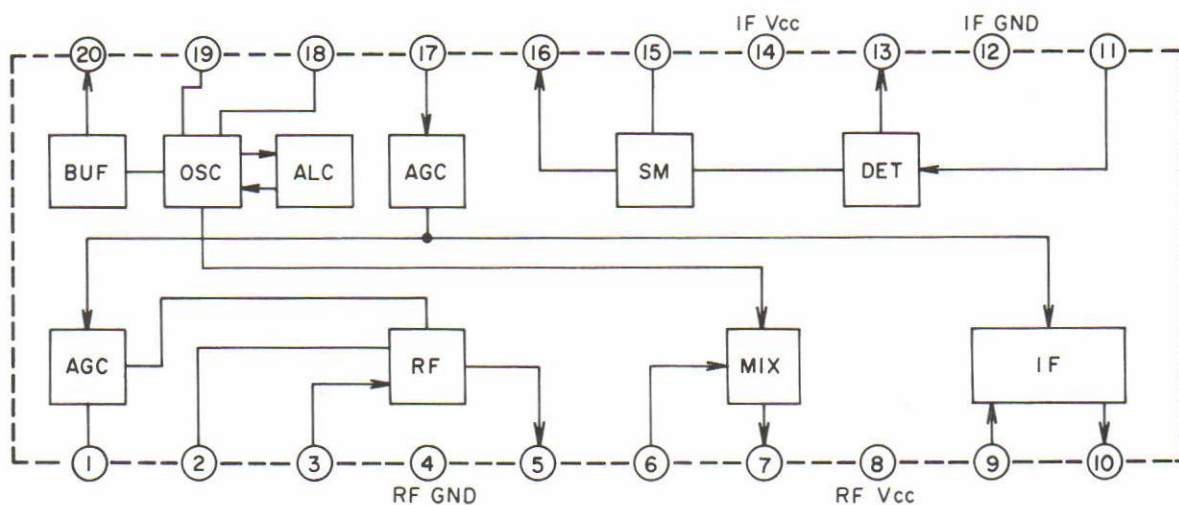 IF Vcc IF GND
20 19 18 17 16 15 14 13 12 11
BUF OSC ALC AGC SM DET
AGC RF MIX IF
1 2 3 4 5 6 7 8 9 10
RF GND RF Vcc